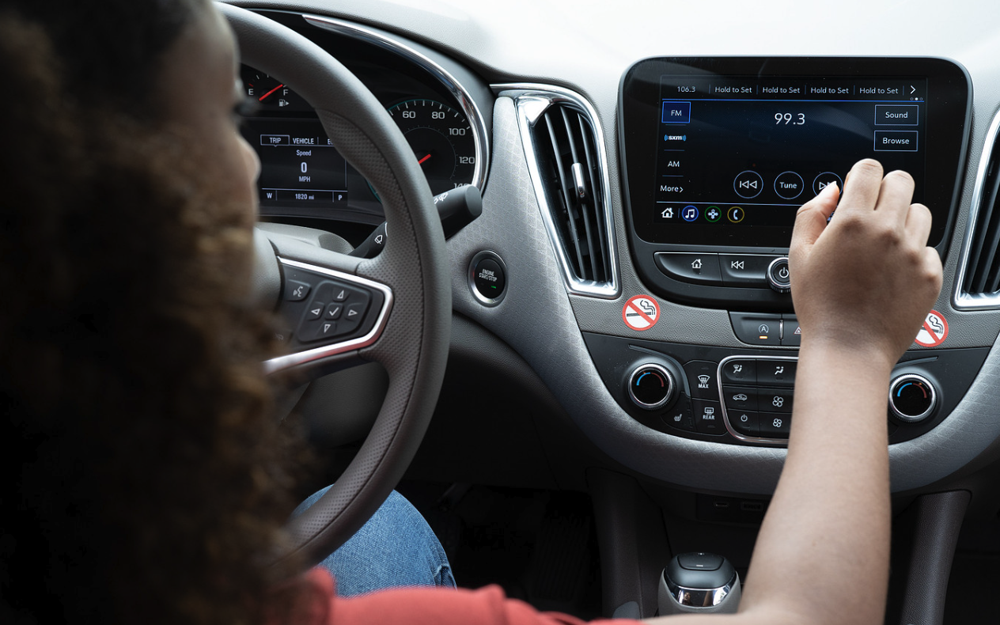 E F
TRIP VEHICLE
Speed
0
MPH
W 1820 mi P
60 80 100 120 140
ENGINE
START/STOP
106.3 Hold to Set Hold to Set Hold to Set Hold to Set
FM 99.3 Sound
sxm Browse
AM
Tune
More
A
MAX
REAR